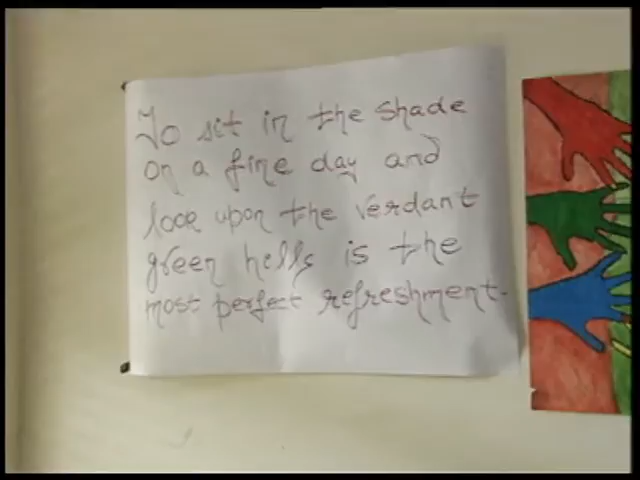 To sit in the shade
on a fine day and
look upon the verdant
green hells is the
most perfect refreshment.